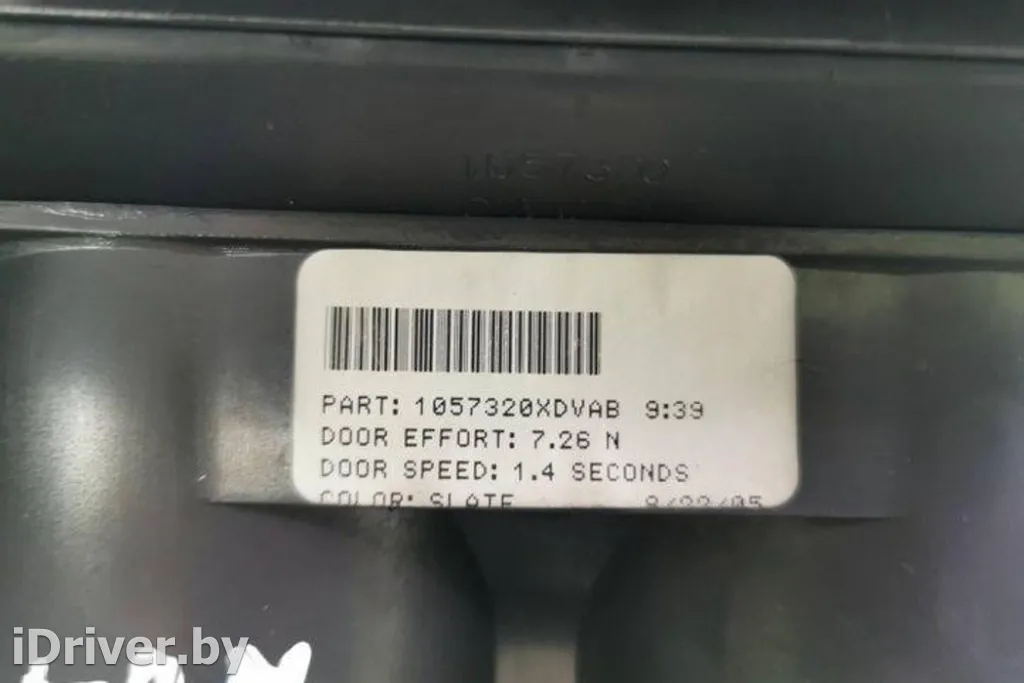 PART: 1057320XDVAB 9:39
DOOR EFFORT: 7.26 N
DOOR SPEED: 1.4 SECONDS
COLOR: SLATE
iDriver.by